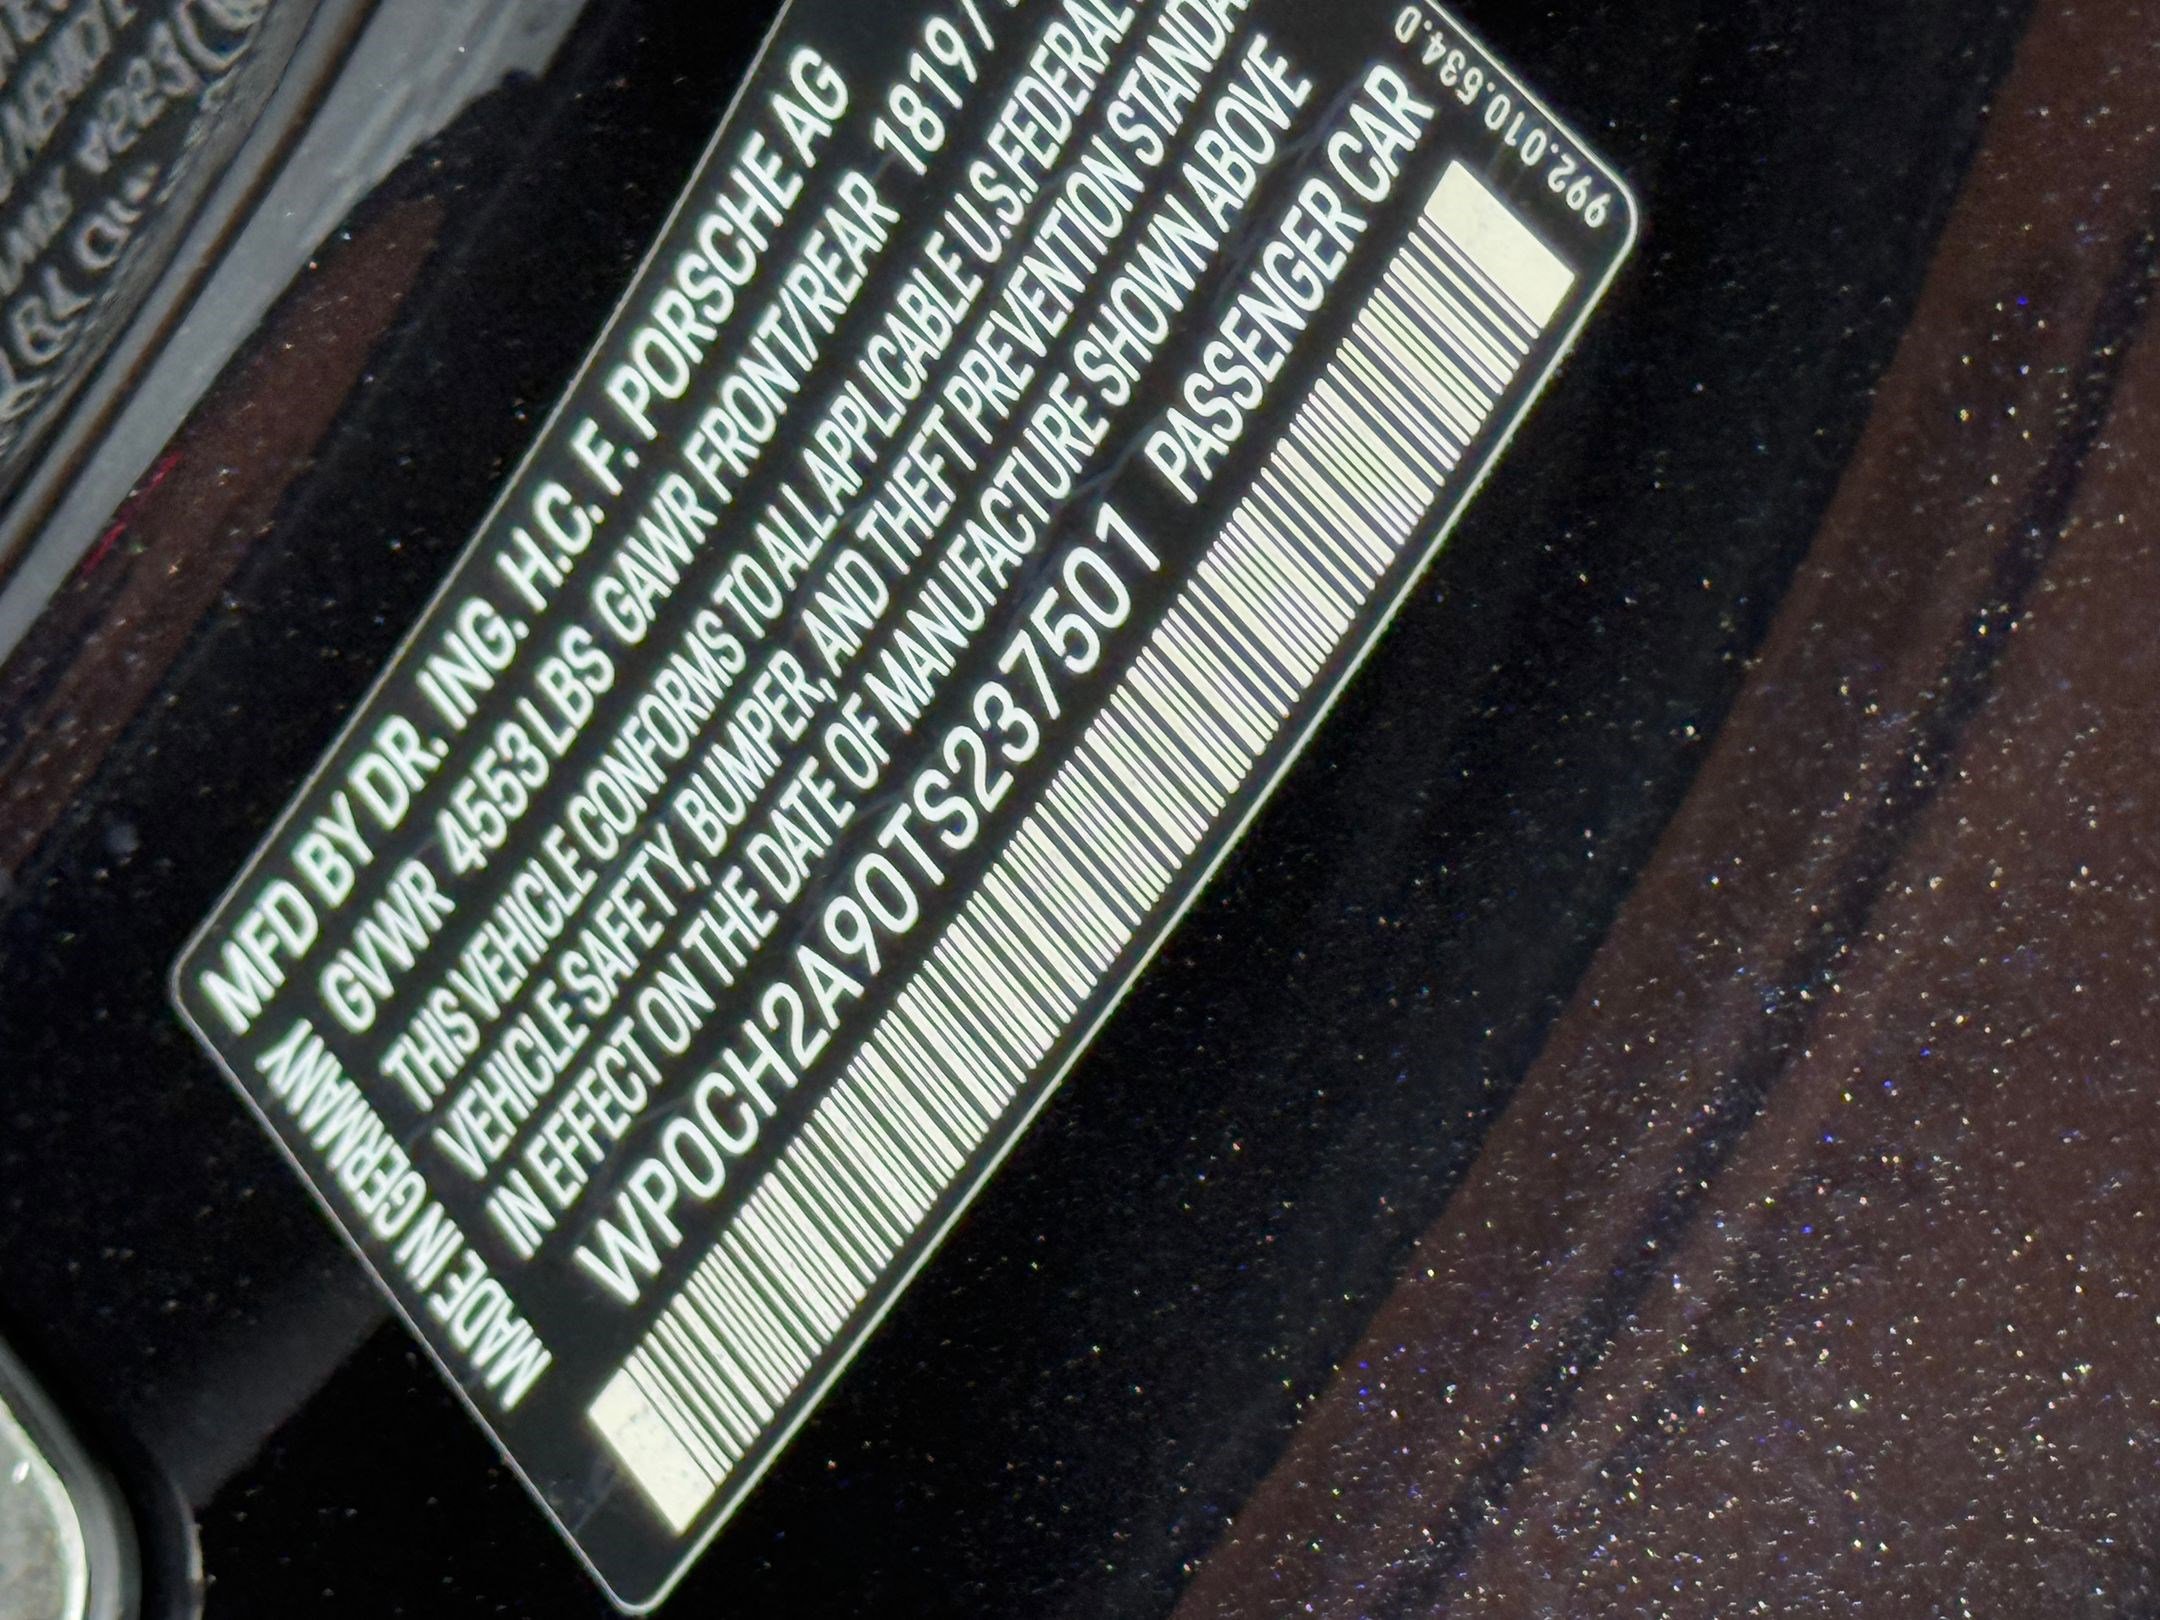 MFD BY DR. ING. H.C. F. PORSCHE AG
GVWR 4553 LBS GAWR FRONT/REAR 1819/
THIS VEHICLE CONFORMS TO ALL APPLICABLE U.S.FEDERAL
VEHICLE SAFETY, BUMPER, AND THEFT PREVENTION STANDA
IN EFFECT ON THE DATE OF MANUFACTURE SHOWN ABOVE
WP0CH2A90TS237501 PASSENGER CAR
MADE IN GERMANY
992.010.534.D